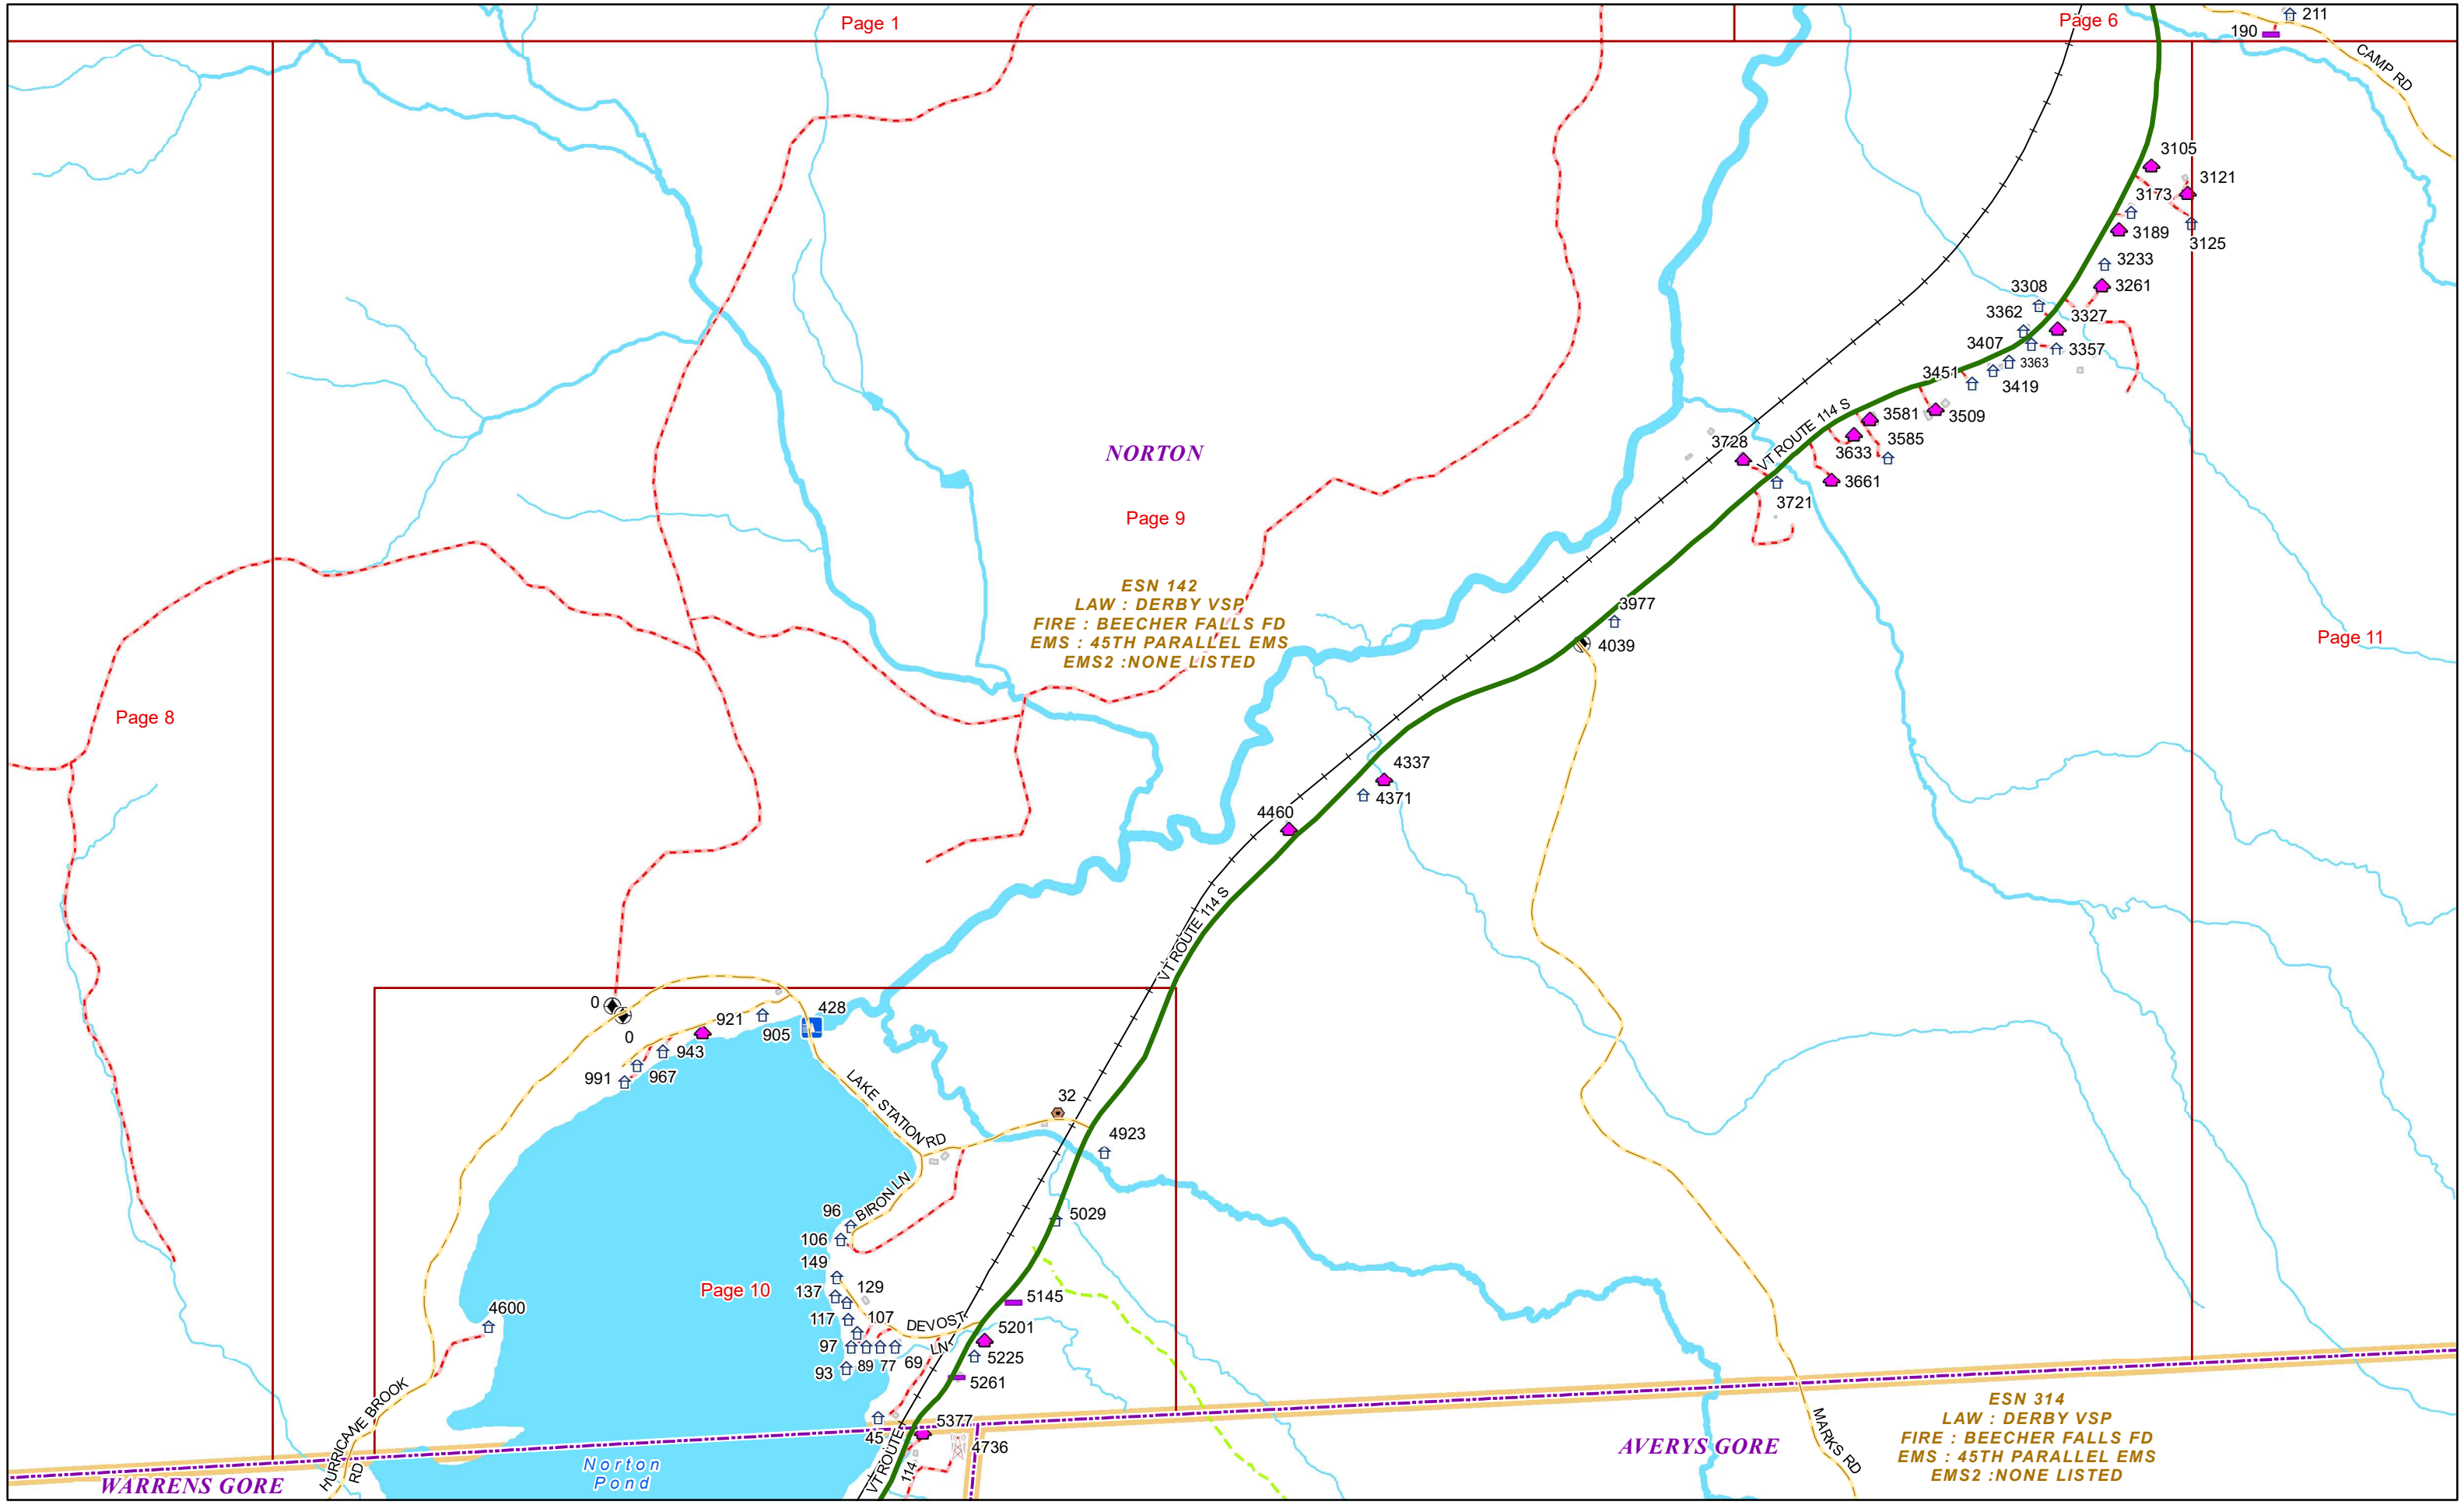 Page 1
Page 6
211
190
CAMP RD
3105
3121
3173
3189
3125
3233
3261
3308
3327
3362
3407
3357
3363
3451
3419
3509
VT ROUTE 114 S
3581
3585
3728
3633
3661
3721
NORTON
Page 9
ESN 142
LAW : DERBY VSP
FIRE : BEECHER FALLS FD
EMS : 45TH PARALLEL EMS
EMS2 :NONE LISTED
3977
4039
Page 11
Page 8
4337
4371
4460
VT ROUTE 114 S
0
0
428
921
905
943
967
991
LAKE STATION RD
32
4923
BIRON LN
96
106
5029
149
137
129
Page 10
117
107
5145
4600
DEVOST
LN
97
89
77
69
93
5201
5225
5261
5377
45
4736
HURRICANE BROOK
RD
VT ROUTE
114
WARRENS GORE
Norton
Pond
AVERYS GORE
MARKS RD
ESN 314
LAW : DERBY VSP
FIRE : BEECHER FALLS FD
EMS : 45TH PARALLEL EMS
EMS2 :NONE LISTED